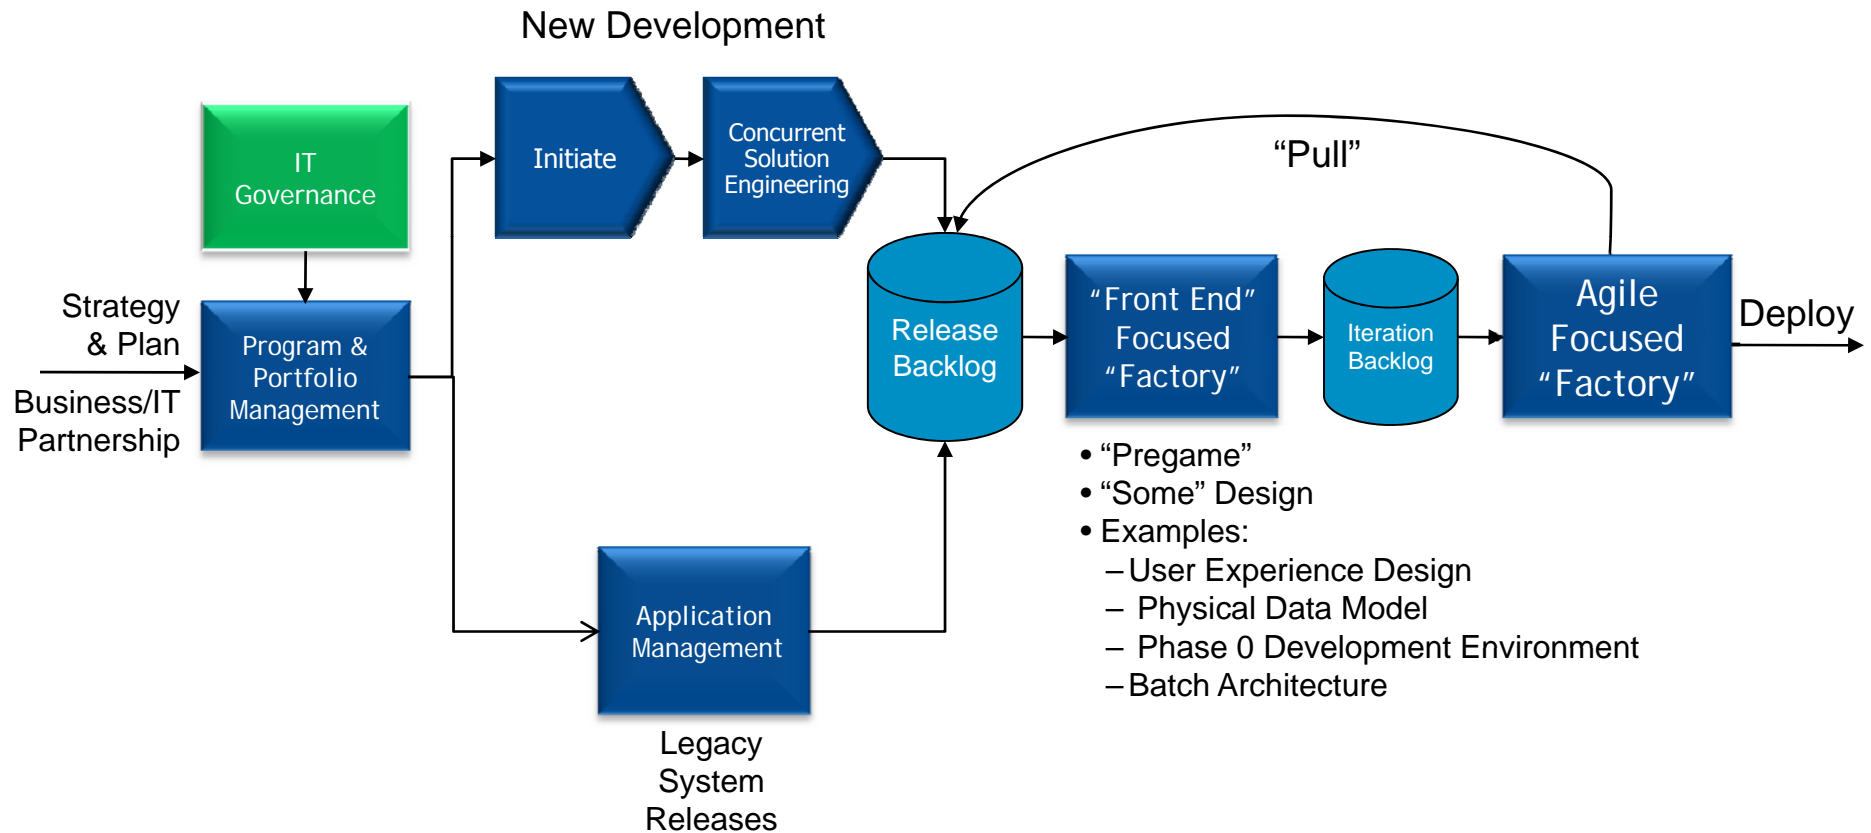 New Development
IT
Governance
Initiate
Concurrent
Solution
Engineering
“Pull”
Strategy
& Plan
Business/IT
Partnership
Program &
Portfolio
Management
Release
Backlog
“Front End”
Focused
“Factory”
Iteration
Backlog
Agile
Focused
“Factory”
Deploy
• “Pregame”
• “Some” Design
• Examples:
– User Experience Design
– Physical Data Model
– Phase 0 Development Environment
– Batch Architecture
Application
Management
Legacy
System
Releases